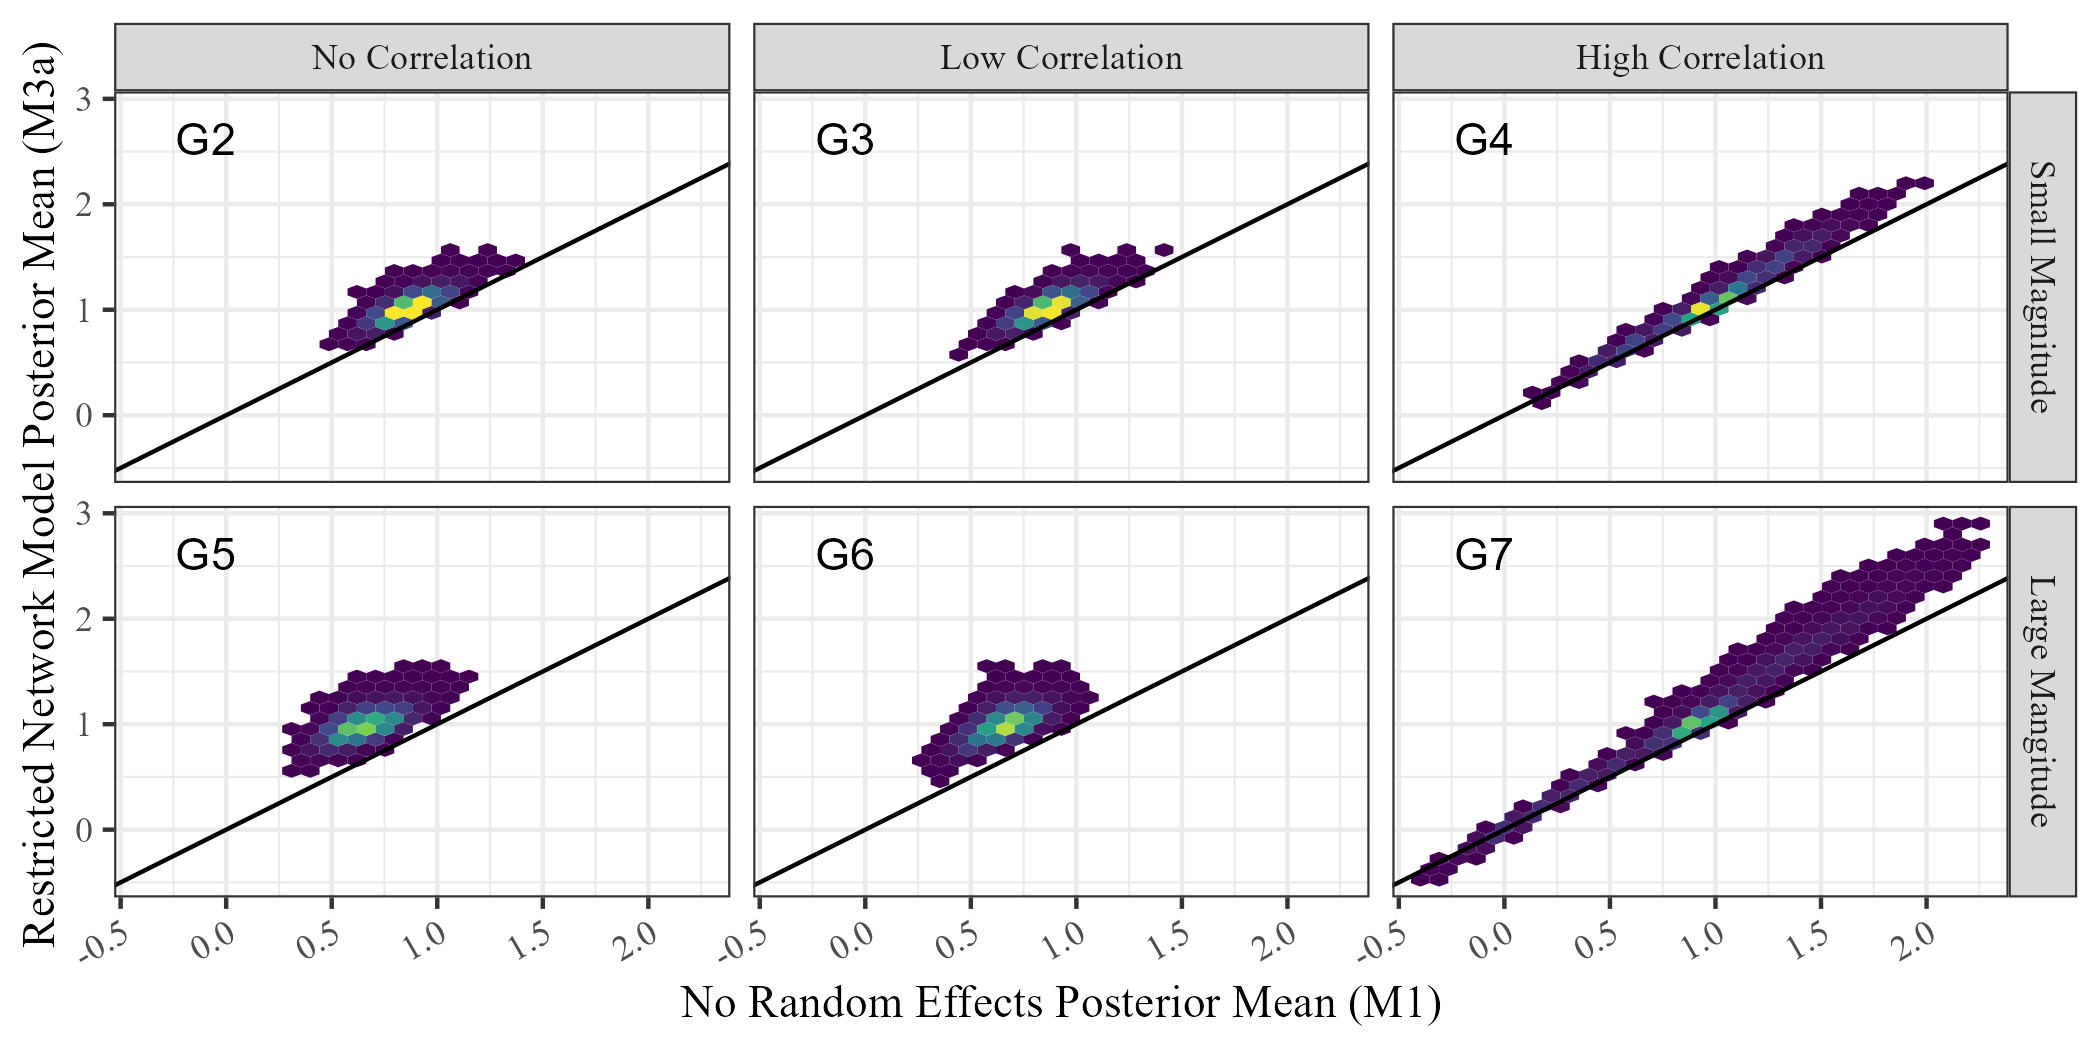 No Correlation
Low Correlation
High Correlation
Restricted Network Model Posterior Mean (M3a)
3
2
1
0
G2
G3
G4
Small Magnitude
3
2
1
0
G5
G6
G7
Large Mangitude
-0.5 0.0 0.5 1.0 1.5 2.0
-0.5 0.0 0.5 1.0 1.5 2.0
-0.5 0.0 0.5 1.0 1.5 2.0
No Random Effects Posterior Mean (M1)